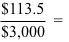 $113.5
$3,000 =